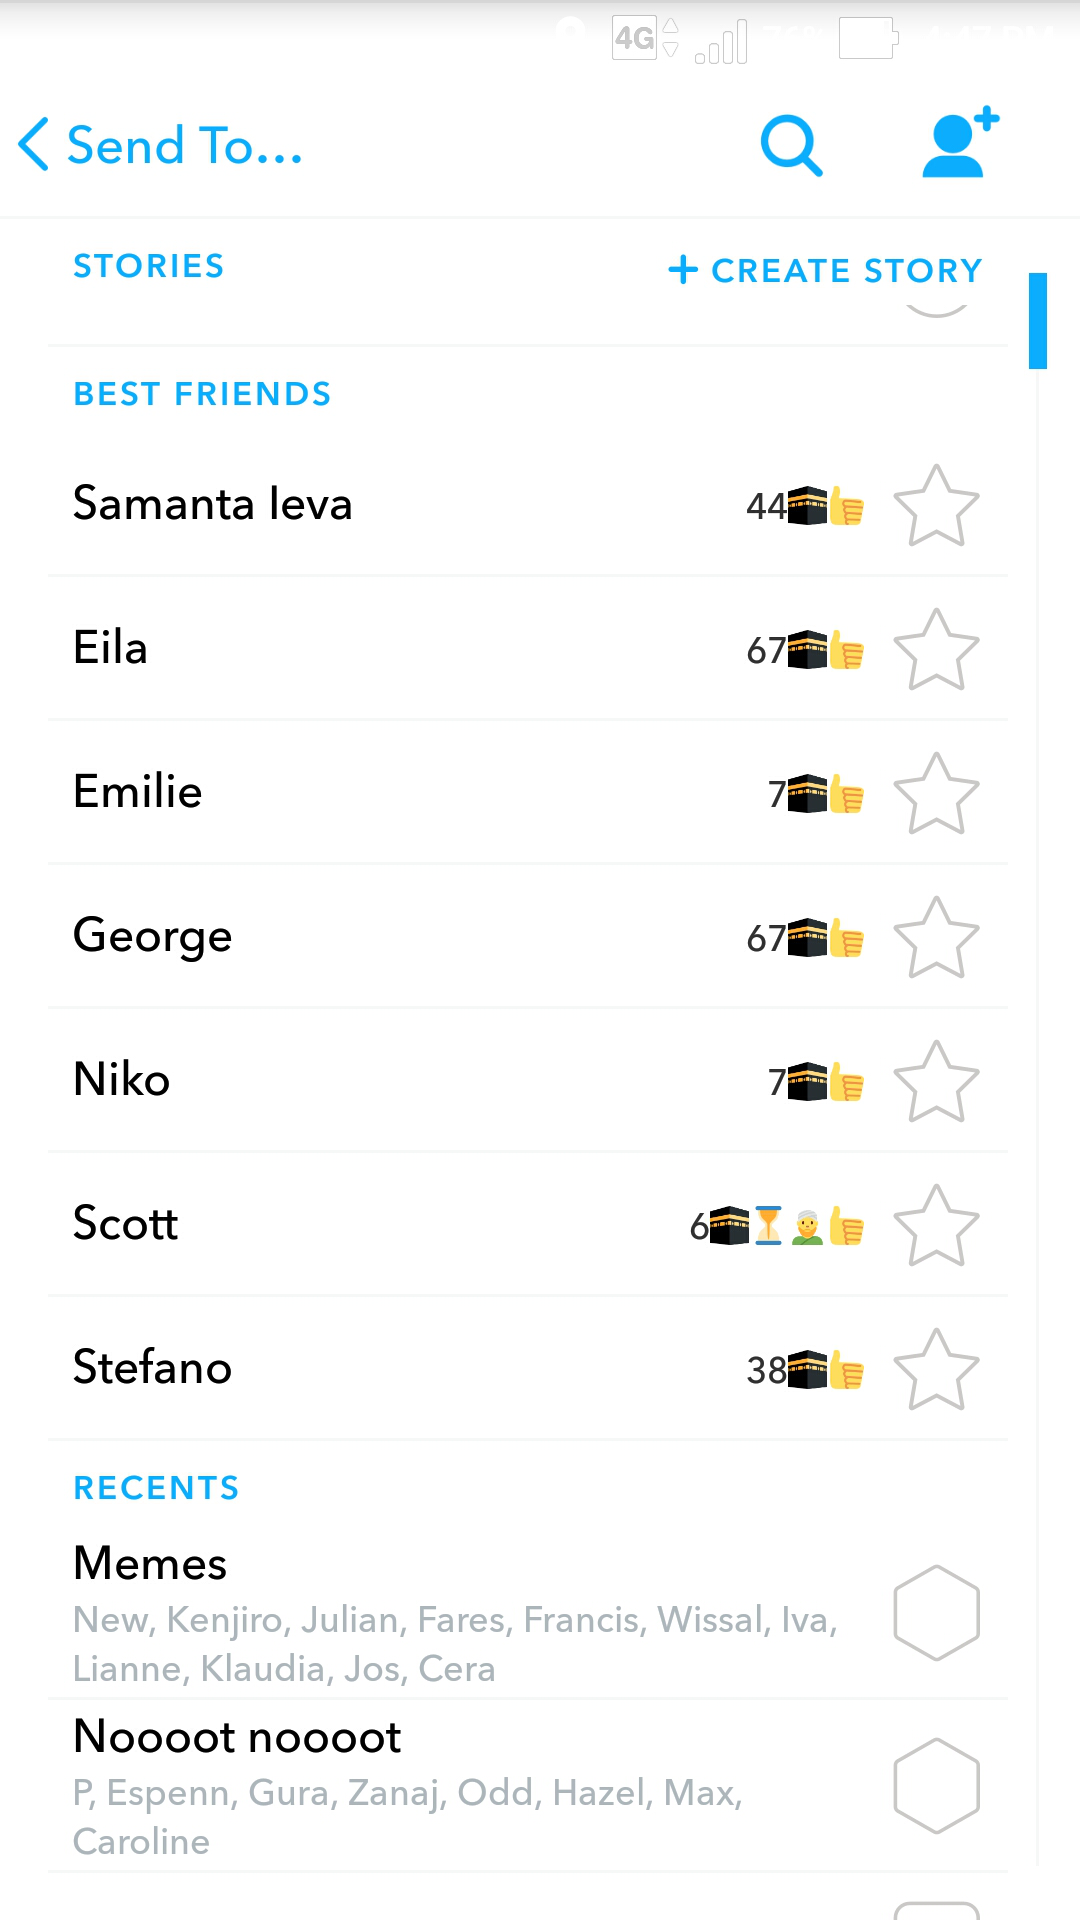 4G
Send To...
STORIES
+ CREATE STORY
BEST FRIENDS
Samanta Ieva
44🕋👍
Eila
67🕋👍
Emilie
7🕋👍
George
67🕋👍
Niko
7🕋👍
Scott
6🕋⏳👳👍
Stefano
38🕋👍
RECENTS
Memes
New, Kenjiro, Julian, Fares, Francis, Wissal, Iva,
Lianne, Klaudia, Jos, Cera
Noooot noooot
P, Espenn, Gura, Zanaj, Odd, Hazel, Max,
Caroline